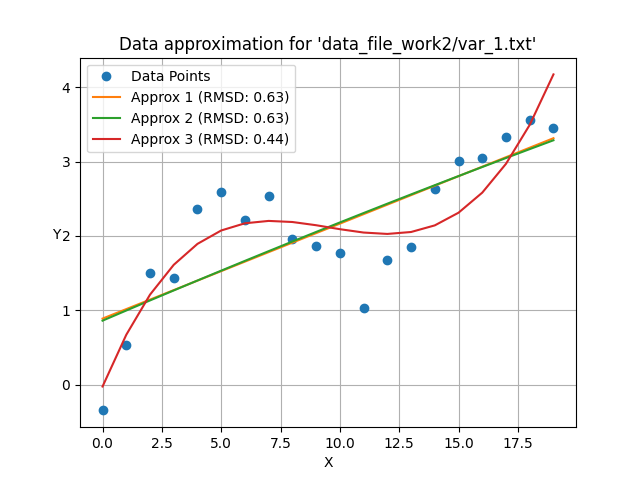 Data approximation for 'data_file_work2/var_1.txt'
Data Points
Approx 1 (RMSD: 0.63)
Approx 2 (RMSD: 0.63)
Approx 3 (RMSD: 0.44)
4
3
Y 2
1
0
0.0 2.5 5.0 7.5 10.0 12.5 15.0 17.5
X